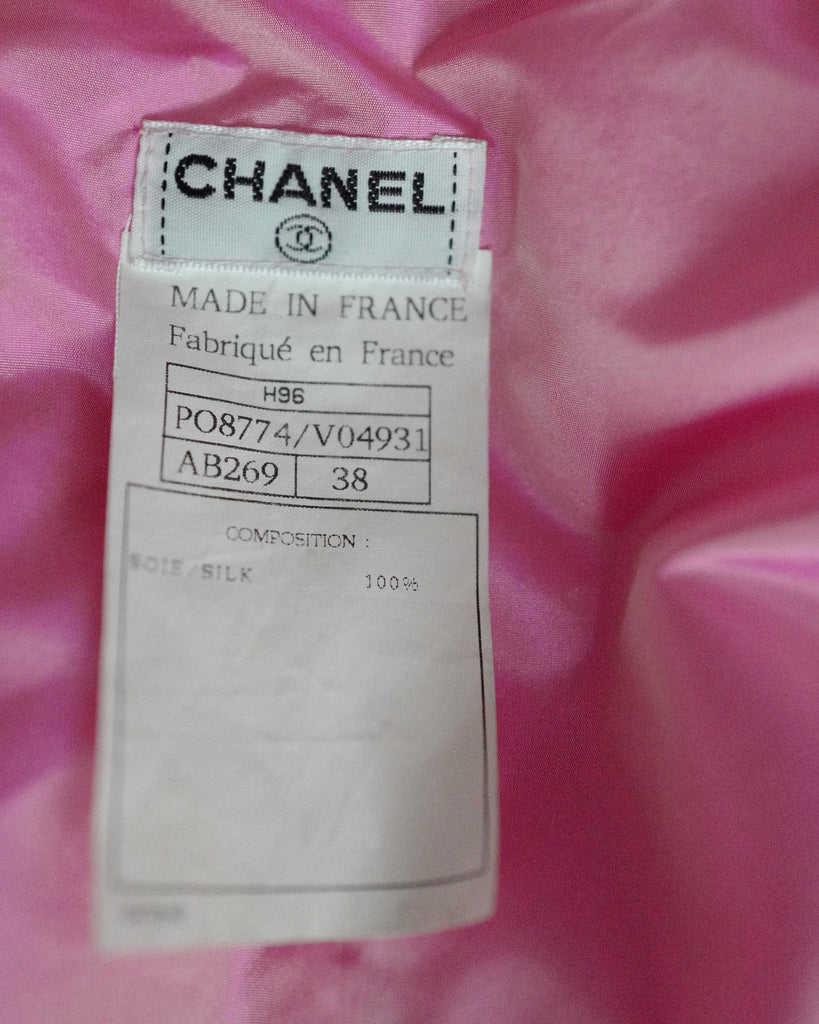 CHANEL
MADE IN FRANCE
Fabriqué en France
H96
PO8774/V04931
AB269 38
COMPOSITION :
SOIE/SILK 100%